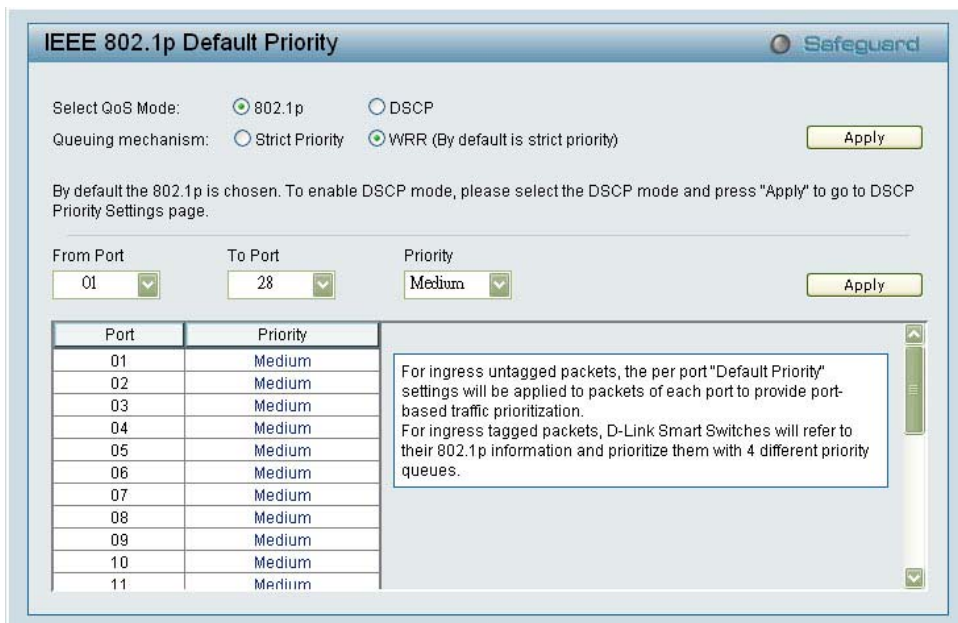 IEEE 802.1p Default Priority
Safeguard
Select QoS Mode: 802.1p DSCP
Queuing mechanism: Strict Priority WRR (By default is strict priority) Apply
By default the 802.1p is chosen. To enable DSCP mode, please select the DSCP mode and press "Apply" to go to DSCP
Priority Settings page.
From Port To Port Priority
01 28 Medium Apply
Port Priority
01 Medium
02 Medium
03 Medium
04 Medium
05 Medium
06 Medium
07 Medium
08 Medium
09 Medium
10 Medium
11 Medium
For ingress untagged packets, the per port "Default Priority"
settings will be applied to packets of each port to provide port-
based traffic prioritization.
For ingress tagged packets, D-Link Smart Switches will refer to
their 802.1p information and prioritize them with 4 different priority
queues.